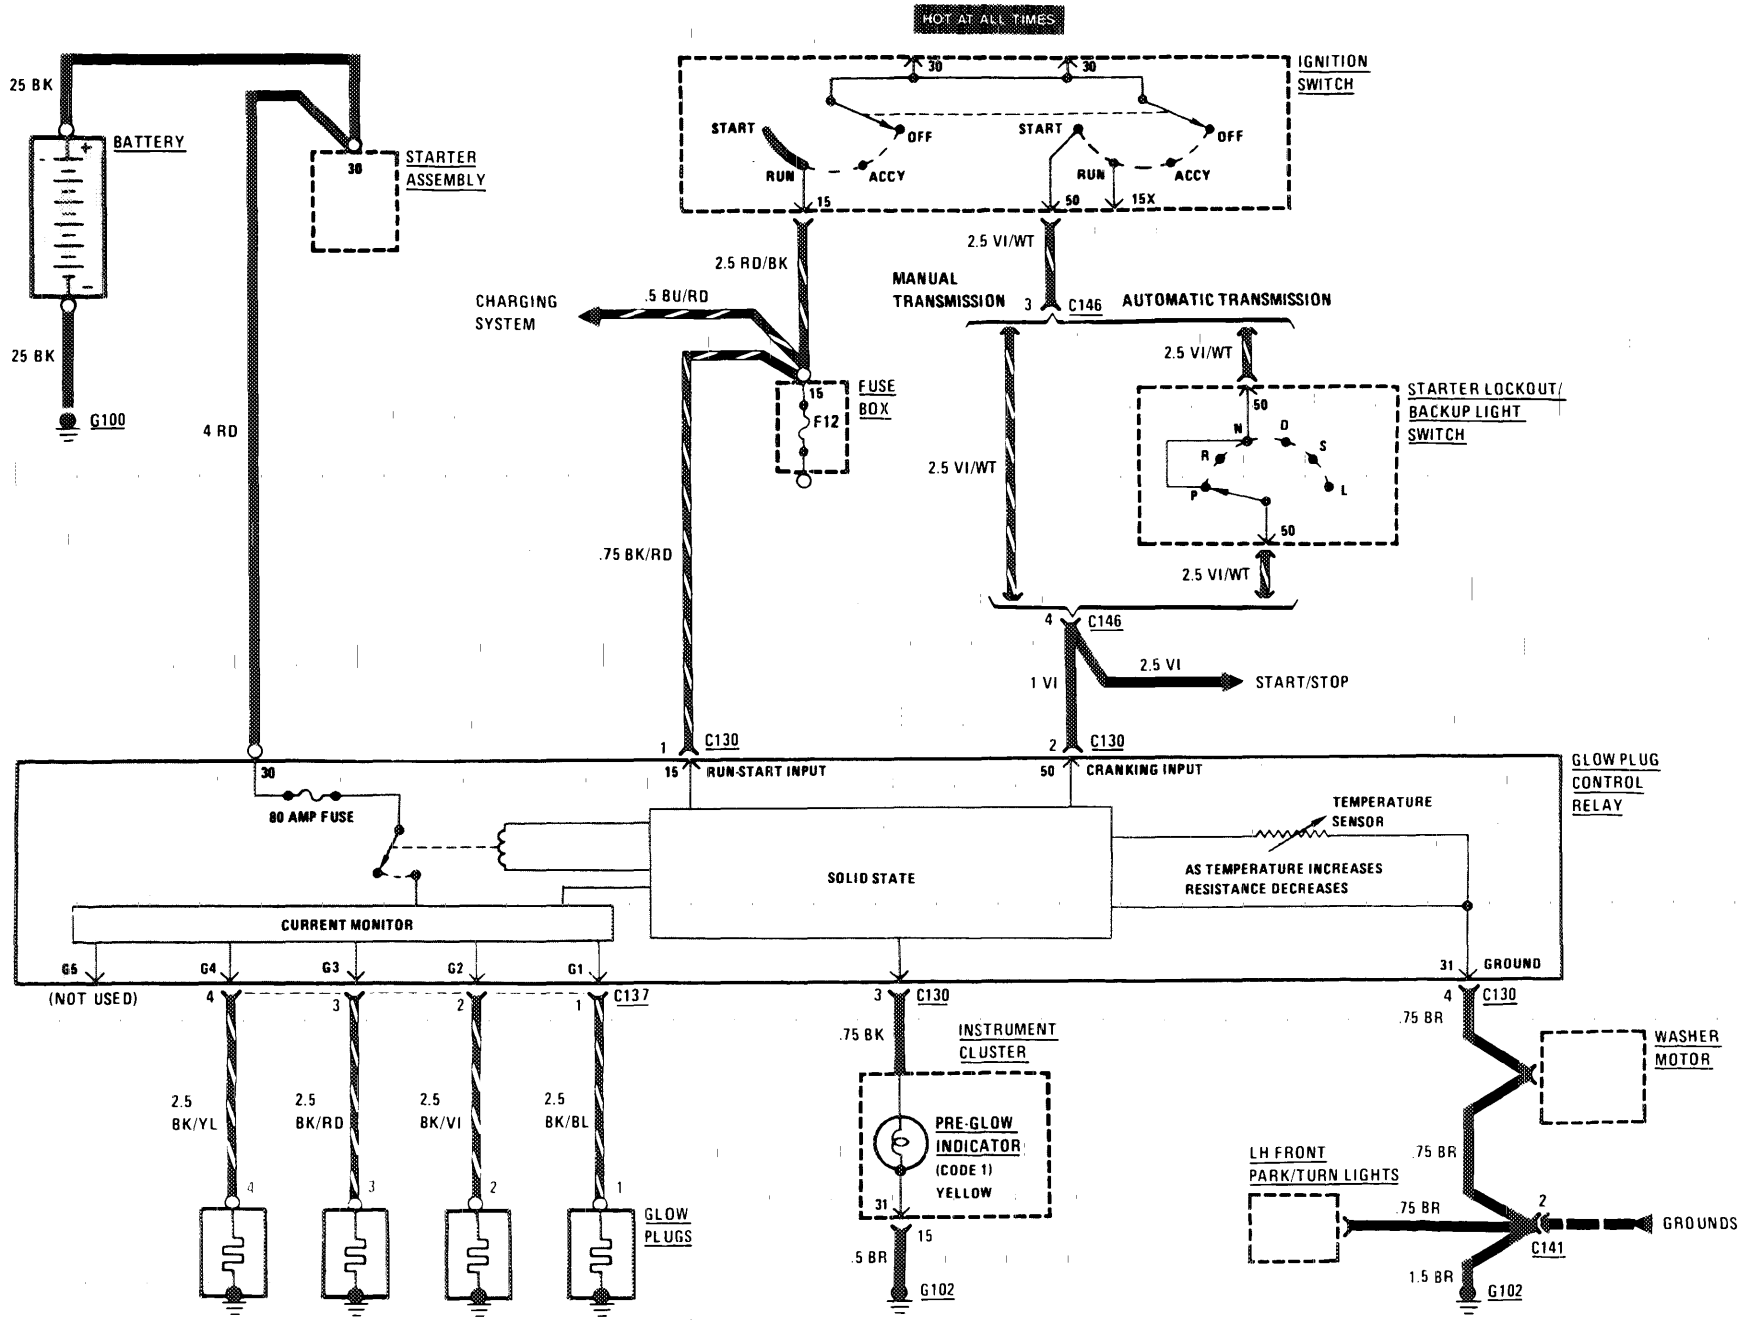 HOT AT ALL TIMES
30
30
IGNITION
SWITCH
25 BK
START
OFF
START
OFF
BATTERY
+
-
-
STARTER
ASSEMBLY
30
RUN
ACCY
RUN
ACCY
15
50
15X
2.5 VI/WT
2.5 RD/BK
MANUAL
TRANSMISSION
3
C146
AUTOMATIC TRANSMISSION
CHARGING
SYSTEM
.5 BU/RD
25 BK
2.5 VI/WT
15
FUSE
BOX
F12
STARTER LOCKOUT/
BACKUP LIGHT
SWITCH
50
N
D
R
S
P
L
50
G100
4 RD
2.5 VI/WT
.75 BK/RD
2.5 VI/WT
4
C146
2.5 VI
1 VI
START/STOP
1
C130
2
C130
30
15
RUN-START INPUT
50
CRANKING INPUT
GLOW PLUG
CONTROL
RELAY
80 AMP FUSE
TEMPERATURE
SENSOR
SOLID STATE
AS TEMPERATURE INCREASES
RESISTANCE DECREASES
CURRENT MONITOR
G5
G4
G3
G2
G1
31
GROUND
(NOT USED)
4
3
2
1
C137
3
C130
4
C130
.75 BK
INSTRUMENT
CLUSTER
.75 BR
WASHER
MOTOR
2.5
BK/YL
2.5
BK/RD
2.5
BK/VI
2.5
BK/BL
PRE-GLOW
INDICATOR
(CODE 1)
YELLOW
31
.75 BR
LH FRONT
PARK/TURN LIGHTS
4
3
2
1
GLOW
PLUGS
15
.75 BR
2
GROUNDS
C141
.5 BR
1.5 BR
G102
G102